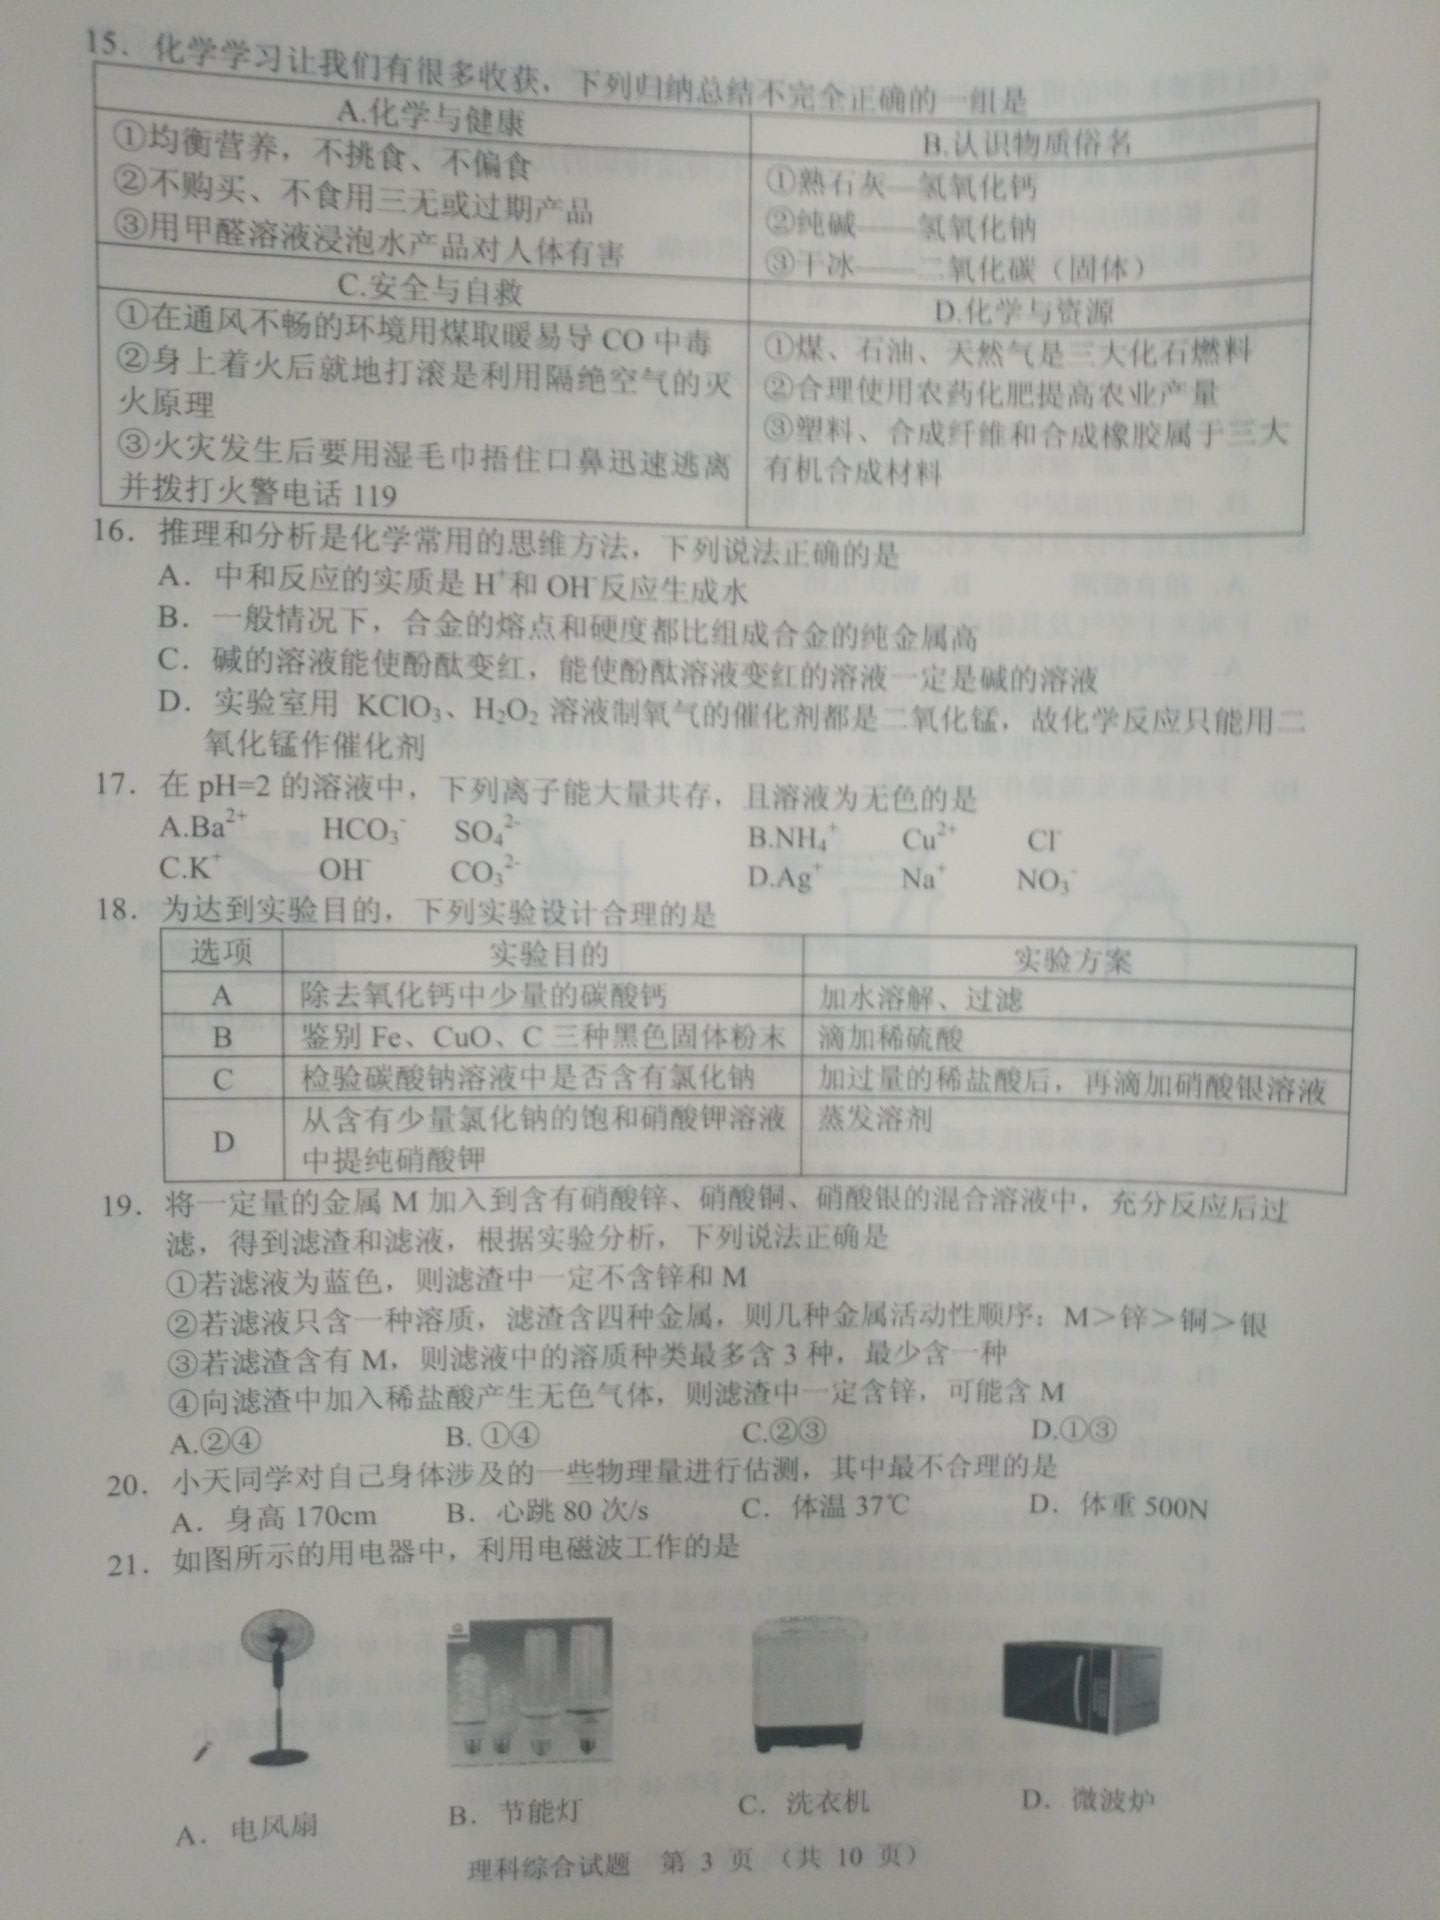 15．化学学习让我们有很多收获，下列归纳总结不完全正确的一组是
A.化学与健康
①均衡营养，不挑食、不偏食
②不购买、不食用三无或过期产品
③用甲醛溶液浸泡水产品对人体有害
B.认识物质俗名
①熟石灰——氢氧化钙
②纯碱——氢氧化钠
③干冰——二氧化碳（固体）
C.安全与自救
①在通风不畅的环境用煤取暖易导CO中毒
②身上着火后就地打滚是利用隔绝空气的灭
火原理
③火灾发生后要用湿毛巾捂住口鼻迅速逃离
并拨打火警电话119
D.化学与资源
①煤、石油、天然气是三大化石燃料
②合理使用农药化肥提高农业产量
③塑料、合成纤维和合成橡胶属于三大
有机合成材料
16．推理和分析是化学常用的思维方法，下列说法正确的是
A．中和反应的实质是H⁺和OH⁻反应生成水
B．一般情况下，合金的熔点和硬度都比组成合金的纯金属高
C．碱的溶液能使酚酞变红，能使酚酞溶液变红的溶液一定是碱的溶液
D．实验室用 KClO₃、H₂O₂ 溶液制氧气的催化剂都是二氧化锰，故化学反应只能用二
氧化锰作催化剂
17．在pH=2的溶液中，下列离子能大量共存，且溶液为无色的是
A.Ba²⁺ HCO₃⁻ SO₄²⁻ B.NH₄⁺ Cu²⁺ Cl⁻
C.K⁺ OH⁻ CO₃²⁻ D.Ag⁺ Na⁺ NO₃⁻
18．为达到实验目的，下列实验设计合理的是
选项 实验目的 实验方案
A 除去氧化钙中少量的碳酸钙 加水溶解、过滤
B 鉴别Fe、CuO、C三种黑色固体粉末 滴加稀硫酸
C 检验碳酸钠溶液中是否含有氯化钠 加过量的稀盐酸后，再滴加硝酸银溶液
D 从含有少量氯化钠的饱和硝酸钾溶液 蒸发溶剂
中提纯硝酸钾
19．将一定量的金属M加入到含有硝酸锌、硝酸铜、硝酸银的混合溶液中，充分反应后过
滤，得到滤渣和滤液，根据实验分析，下列说法正确是
①若滤液为蓝色，则滤渣中一定不含锌和M
②若滤液只含一种溶质，滤渣含四种金属，则几种金属活动性顺序：M＞锌＞铜＞银
③若滤渣含有M，则滤液中的溶质种类最多含3种，最少含一种
④向滤渣中加入稀盐酸产生无色气体，则滤渣中一定含锌，可能含M
A.②④ B.①④ C.②③ D.①③
20．小天同学对自己身体涉及的一些物理量进行估测，其中最不合理的是
A．身高170cm B．心跳80次/s C．体温37℃ D．体重500N
21．如图所示的用电器中，利用电磁波工作的是
A．电风扇 B．节能灯 C．洗衣机 D．微波炉
理科综合试题 第 3 页 （共 10 页）